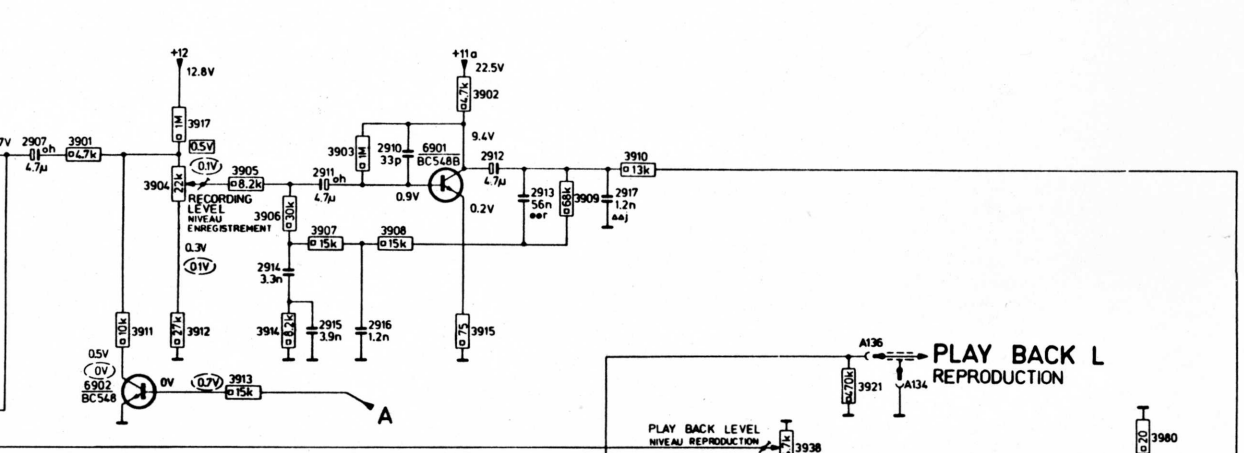 +12
12.8V
+11a
22.5V
4.7k
3902
1M
3917
7V
2907
oh
4.7µ
3901
4.7k
0.5V
0.1V
9.4V
3903
1M
2910
33p
6901
BC548B
2912
4.7µ
3910
13k
3904
22k
3905
8.2k
2911
oh
4.7µ
0.9V
0.2V
2913
56n
68k
3909
2917
1.2n
RECORDING
LEVEL
NIVEAU
ENREGISTREMENT
3906
30k
3907
15k
3908
15k
0.3V
01V
2914
3.3n
10k
3911
27k
3912
3914
8.2k
2915
3.9n
2916
1.2n
75
3915
0.5V
0V
6902
BC548
0V
0.7V
3913
15k
A
A136
PLAY BACK L
REPRODUCTION
470k
3921
A134
PLAY BACK LEVEL
NIVEAU REPRODUCTION
7k
3938
20
3980